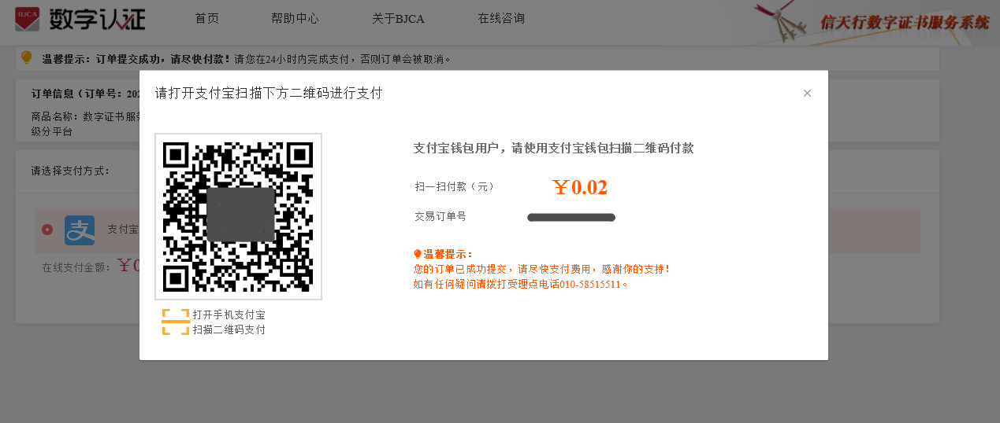 BJCA 数字认证 首页 帮助中心 关于BJCA 在线咨询 信天行数字证书服务系统
温馨提示：订单提交成功，请尽快付款！请您在24小时内完成支付，否则订单会被取消。
订单信息（订单号：202
商品名称：数字证书服务
级分平台
请选择支付方式：
支 支付宝
在线支付金额：￥0
请打开支付宝扫描下方二维码进行支付 ×
支付宝钱包用户，请使用支付宝钱包扫描二维码付款
扫一扫付款（元） ￥0.02
交易订单号
温馨提示：
您的订单已成功提交，请尽快支付费用，感谢你的支持！
如有任何疑问请拨打受理点电话010-58515511。
打开手机支付宝
扫描二维码支付